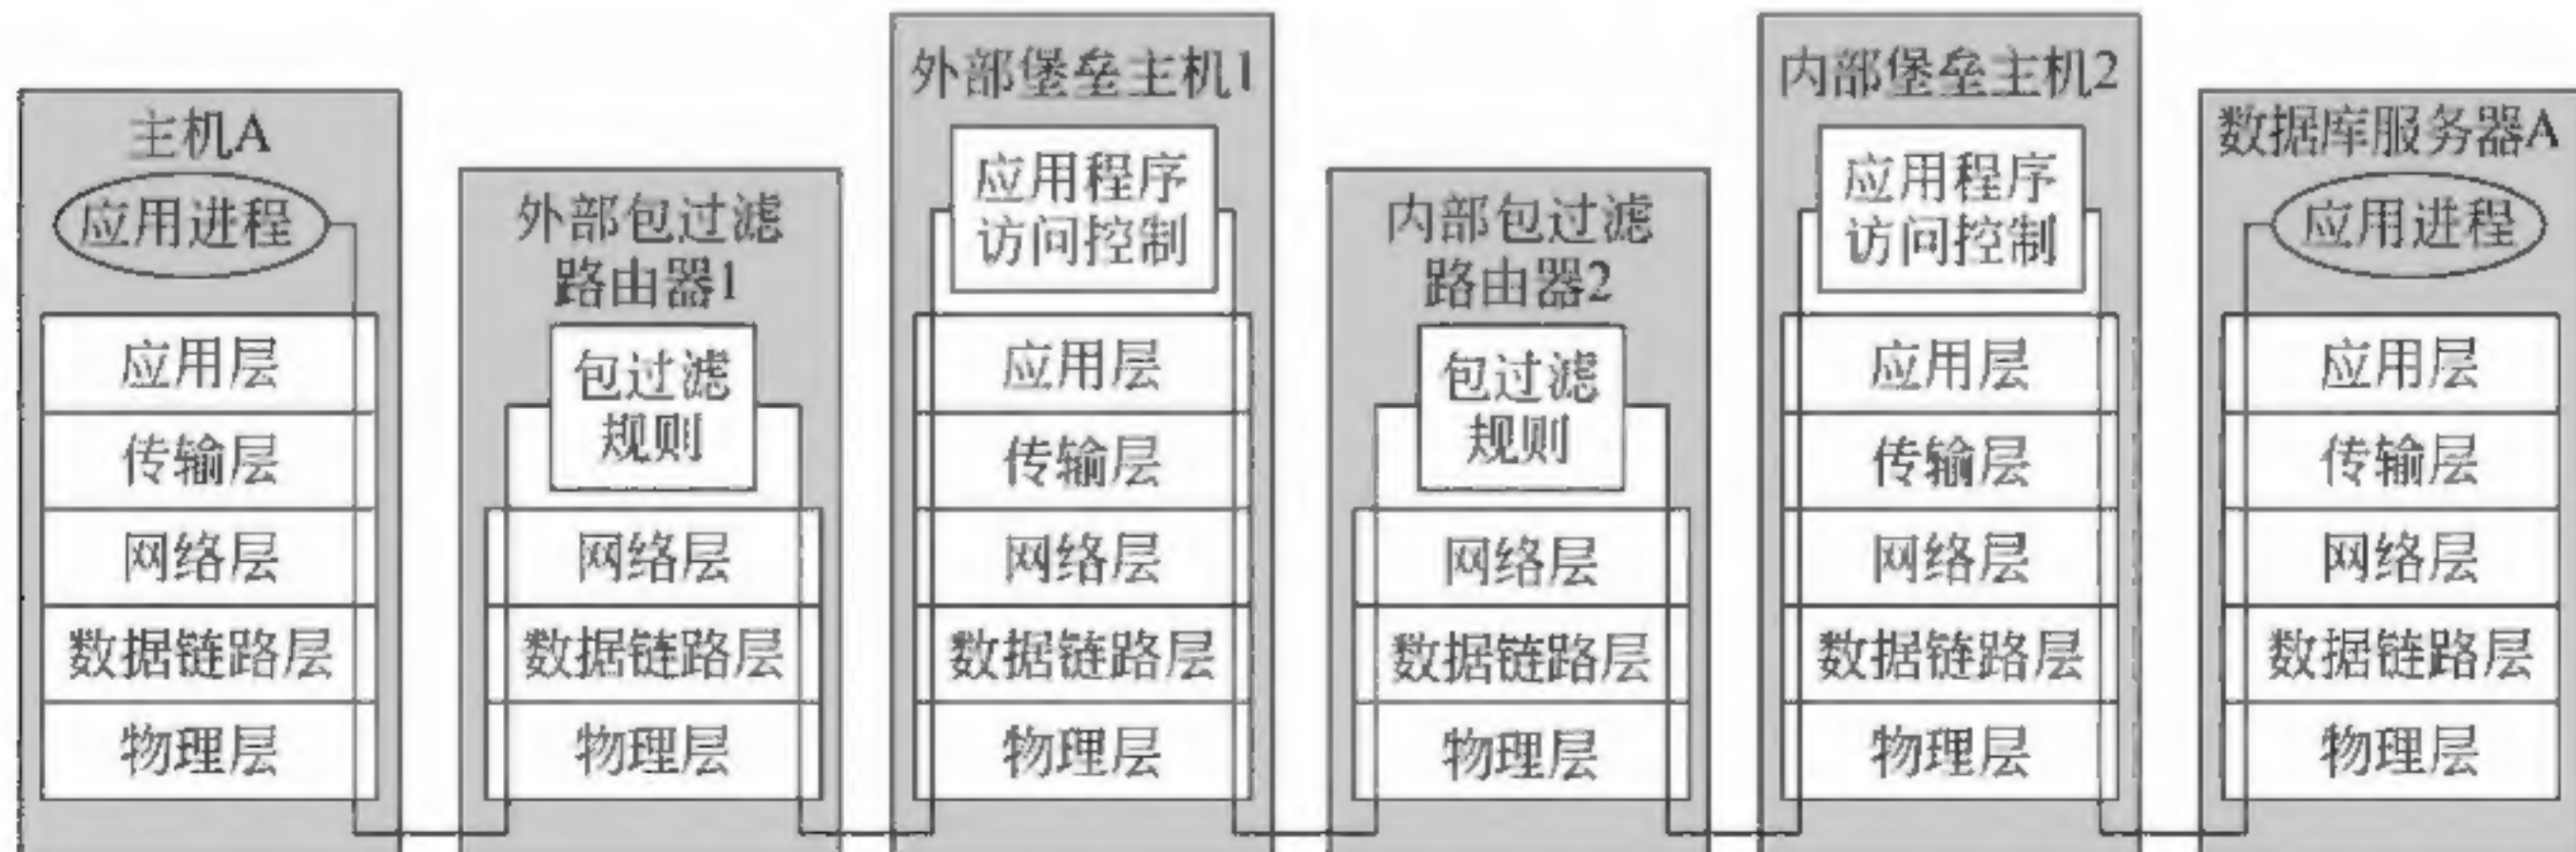 主机A
应用进程
应用层
传输层
网络层
数据链路层
物理层
外部包过滤
路由器1
包过滤
规则
网络层
数据链路层
物理层
外部堡垒主机1
应用程序
访问控制
应用层
传输层
网络层
数据链路层
物理层
内部包过滤
路由器2
包过滤
规则
网络层
数据链路层
物理层
内部堡垒主机2
应用程序
访问控制
应用层
传输层
网络层
数据链路层
物理层
数据库服务器A
应用进程
应用层
传输层
网络层
数据链路层
物理层